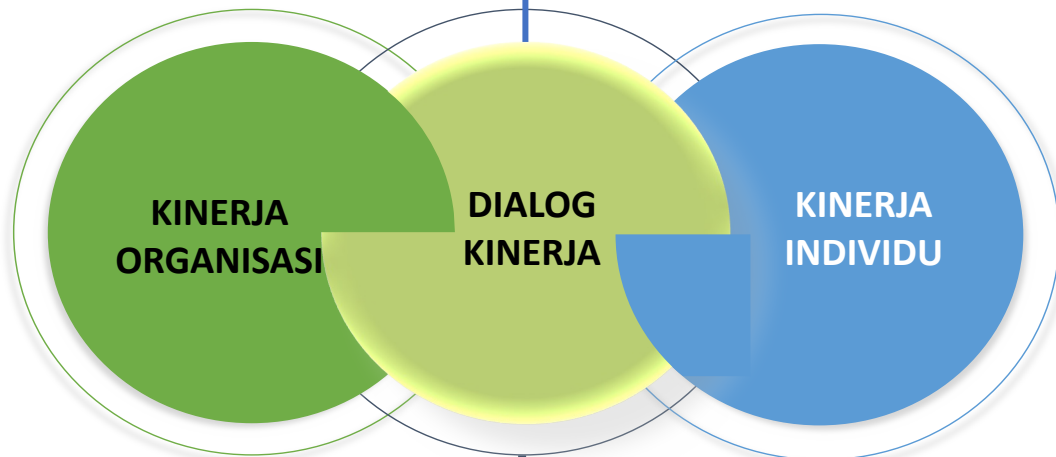 KINERJA
ORGANISASI
DIALOG
KINERJA
KINERJA
INDIVIDU